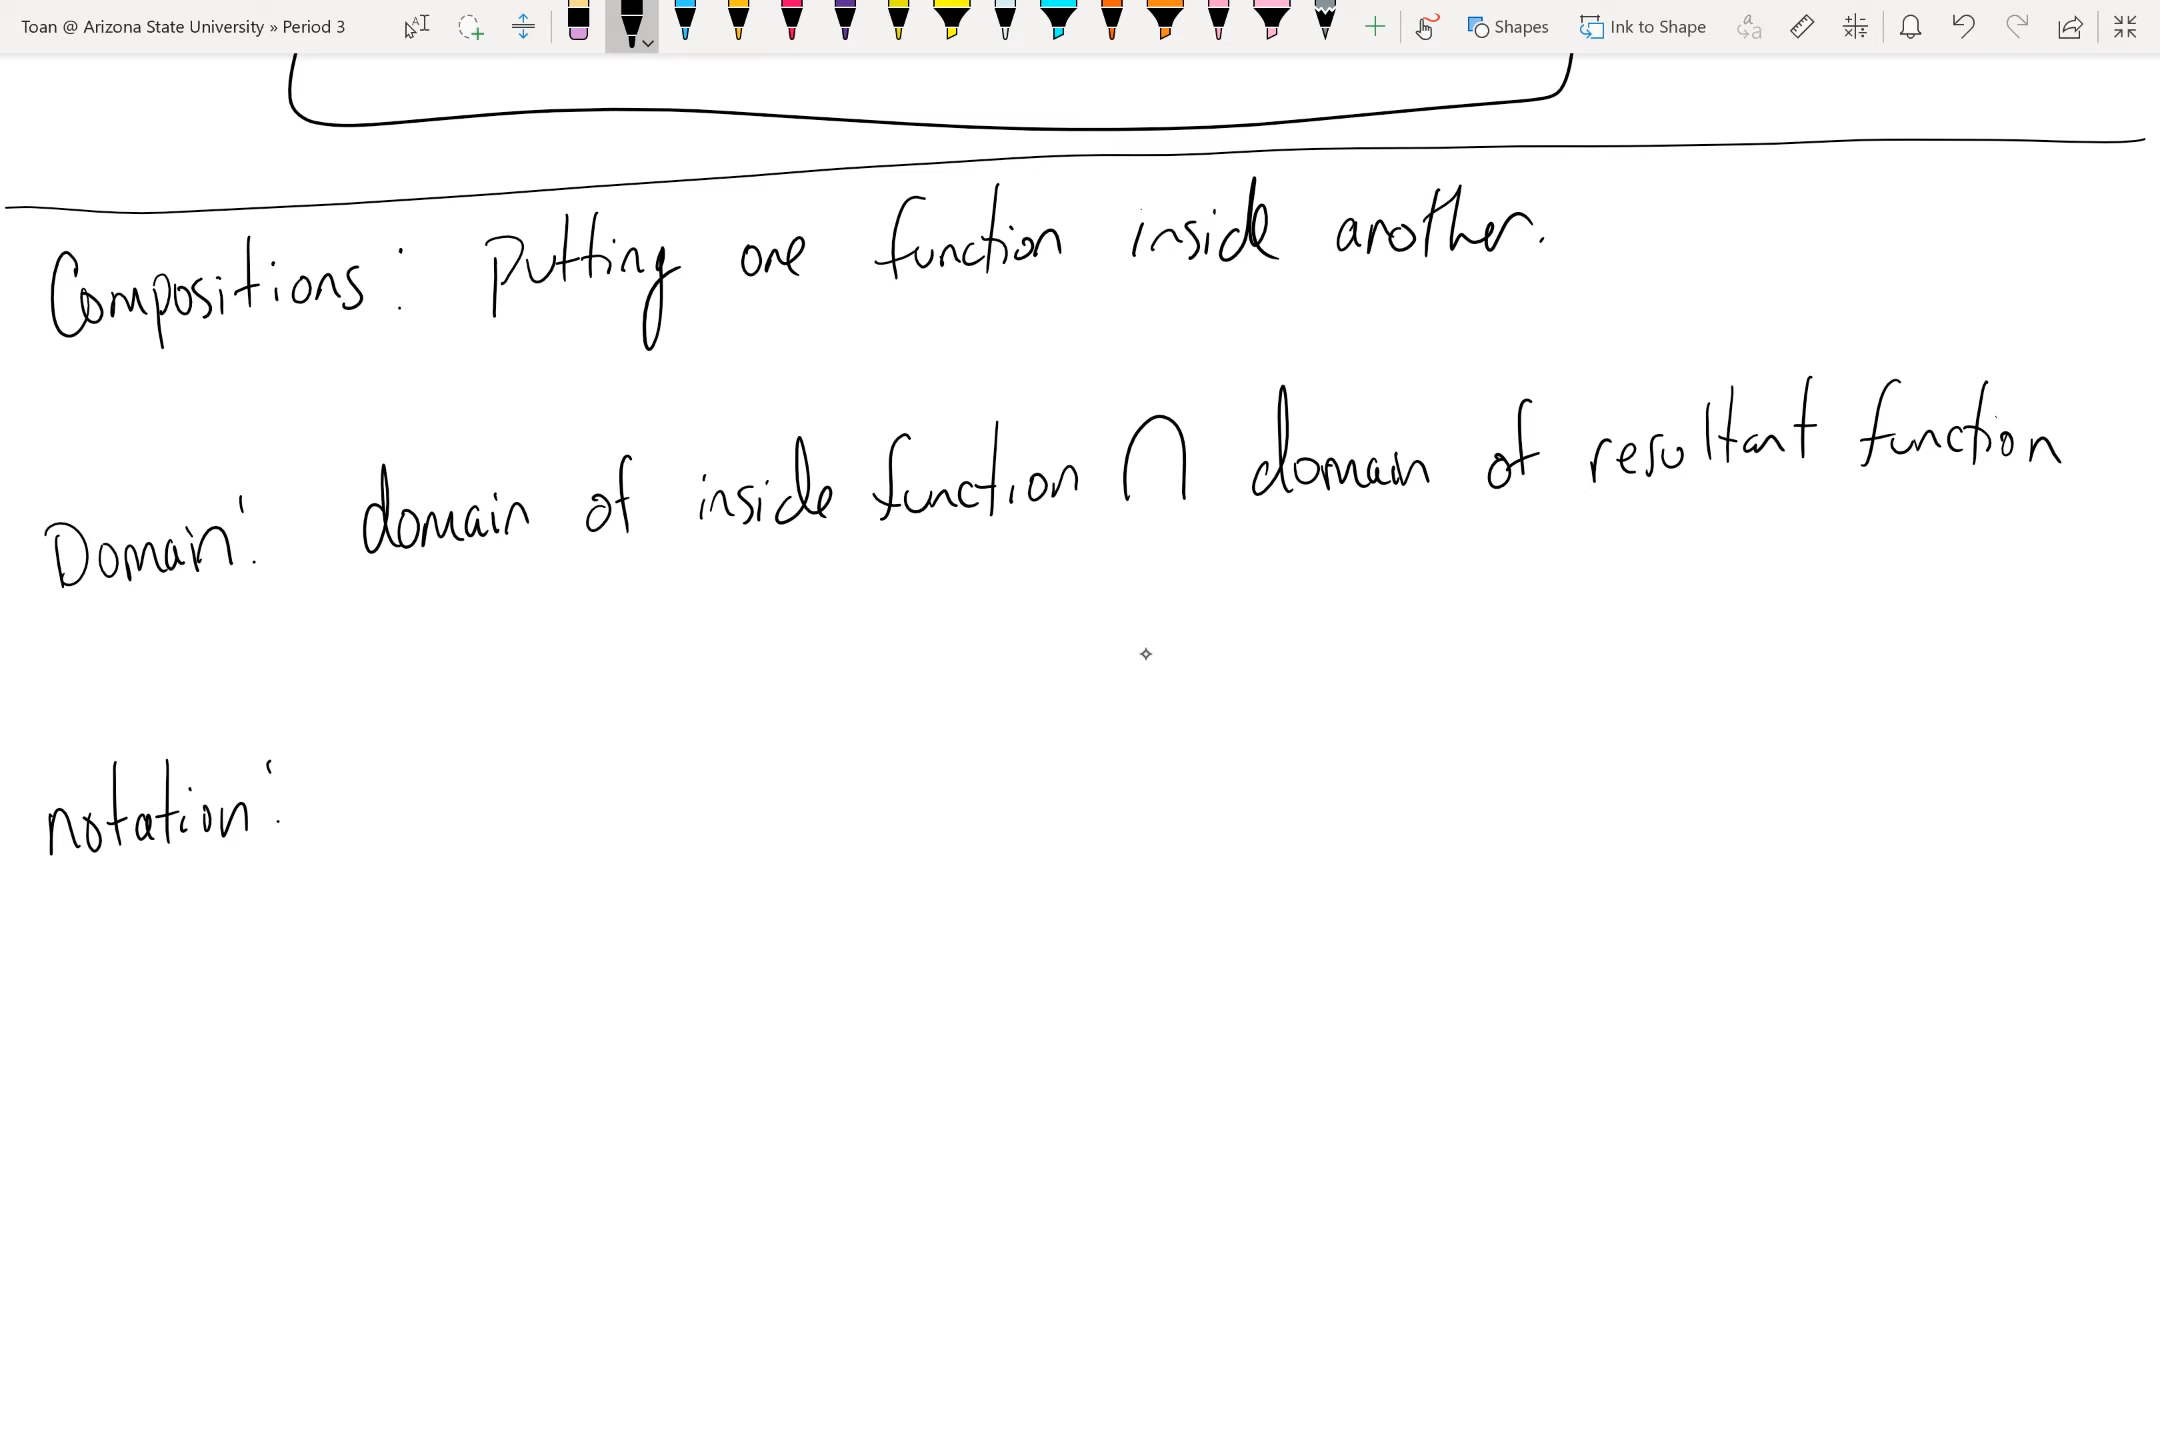 Toan @ Arizona State University » Period 3 Shapes Ink to Shape
Compositions: Putting one function inside another.
Domain: domain of inside function ∩ domain of resultant function
notation: